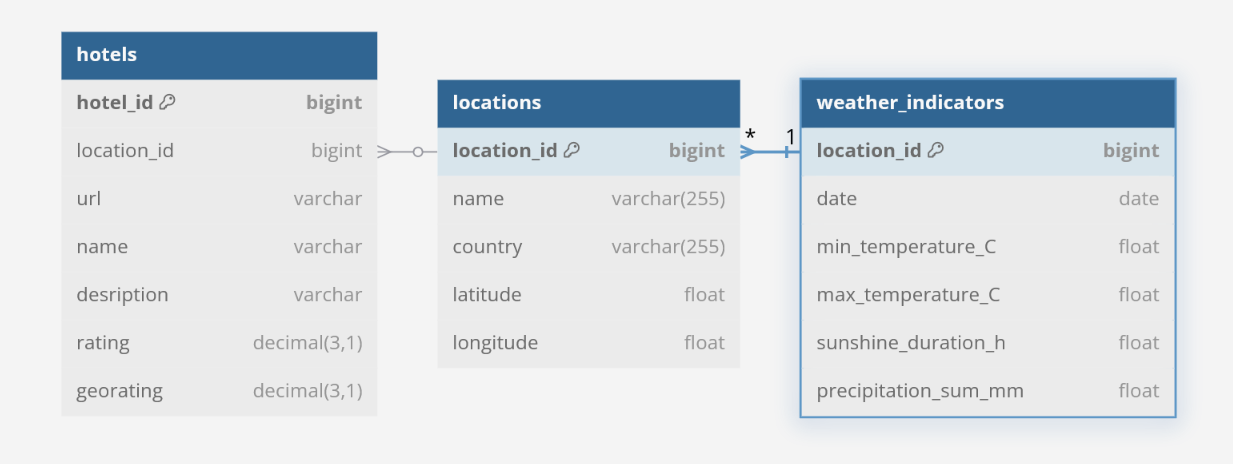 hotels
hotel_id bigint
location_id bigint
url varchar
name varchar
desription varchar
rating decimal(3,1)
georating decimal(3,1)
locations
location_id bigint
name varchar(255)
country varchar(255)
latitude float
longitude float
* 1
weather_indicators
location_id bigint
date date
min_temperature_C float
max_temperature_C float
sunshine_duration_h float
precipitation_sum_mm float